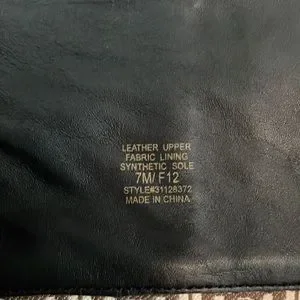 LEATHER UPPER
FABRIC LINING
SYNTHETIC SOLE
7M/ F12
STYLE#31128372
MADE IN CHINA